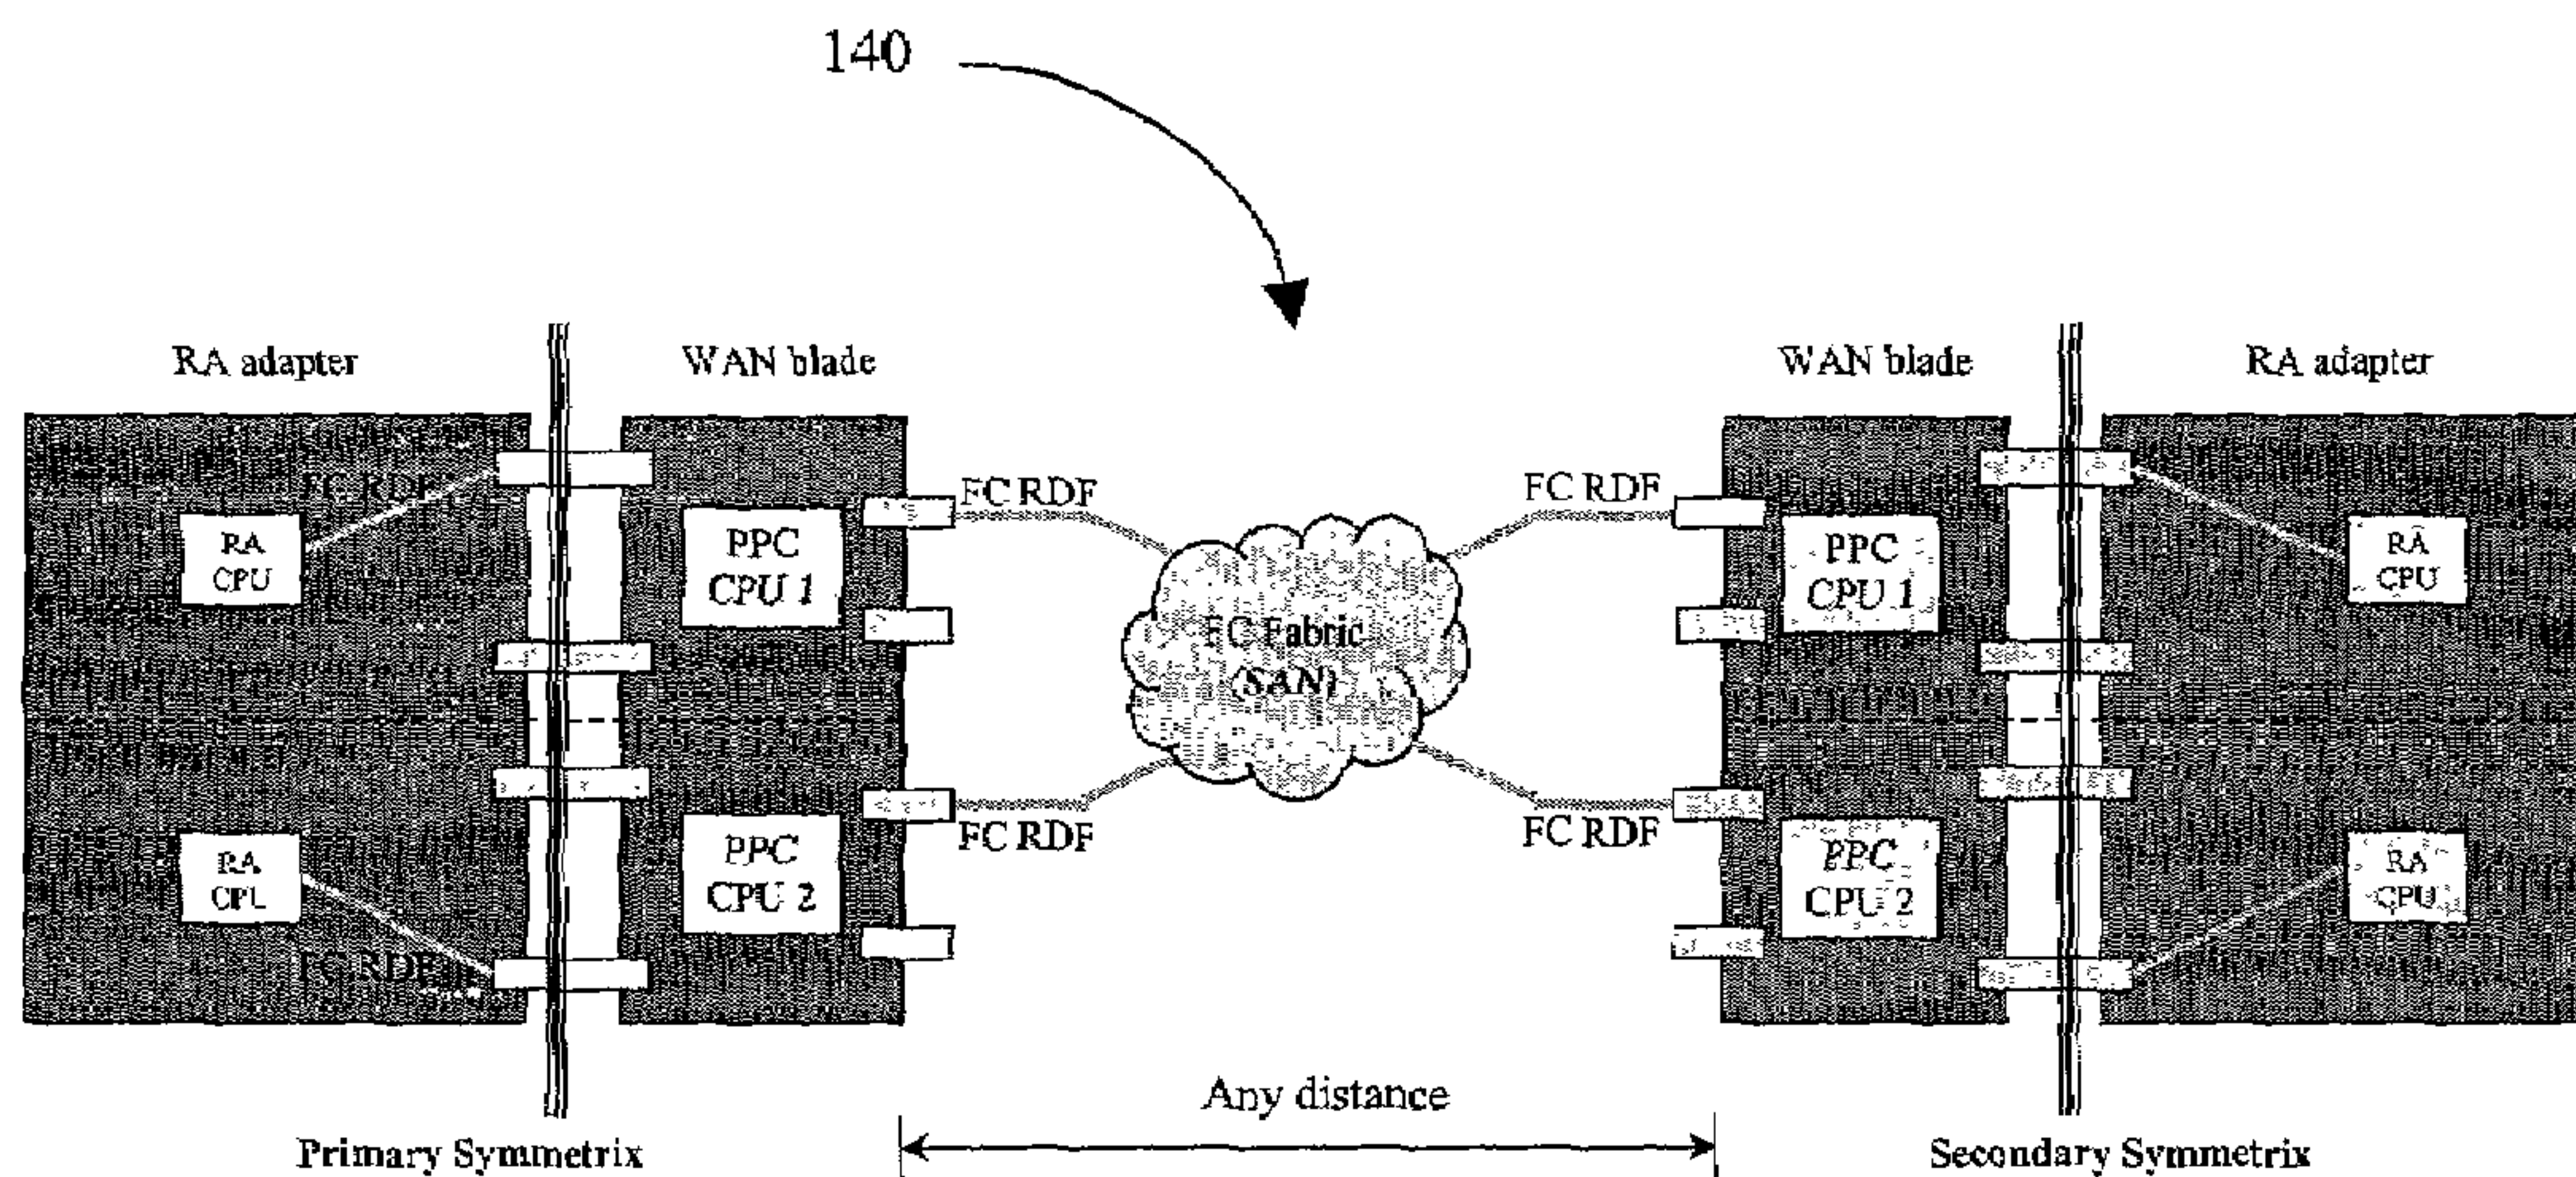 140
RA adapter
WAN blade
WAN blade
RA adapter
FC RDF
FC RDF
FC RDF
RA
CPU
PPC
CPU 1
FC Fabric
(SAN)
PPC
CPU 1
RA
CPU
RA
CPU
FC RDF
PPC
CPU 2
FC RDF
FC RDF
PPC
CPU 2
RA
CPU
Any distance
Primary Symmetrix
Secondary Symmetrix